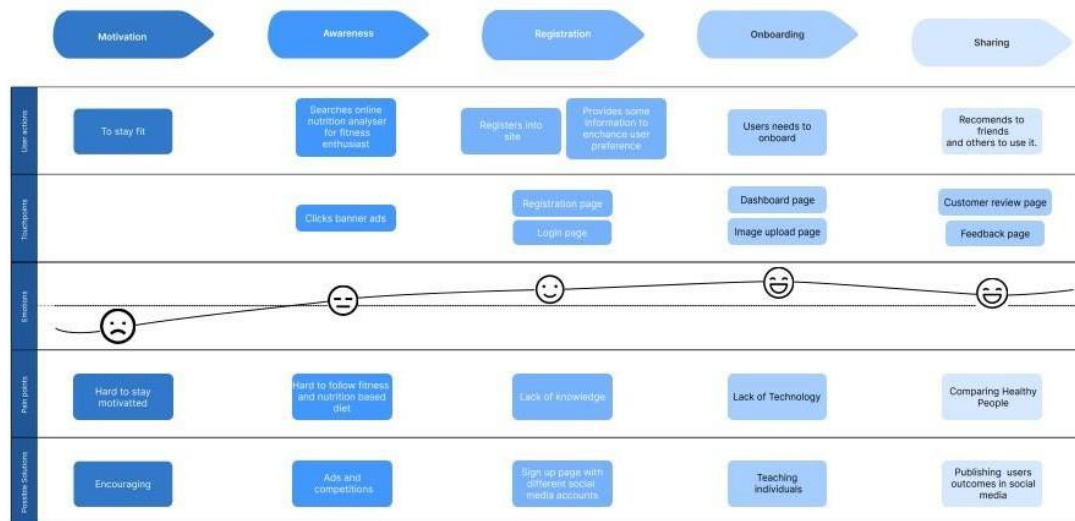 Motivation
Awareness
Registration
Onboarding
Sharing
User actions
To stay fit
Searches online
nutrition analyser
for fitness
enthusiast
Registers into
site
Provides some
information to
enchance user
preference
Users needs to
onboard
Recomends to
friends
and others to use it.
Touchpoints
Clicks banner ads
Registration page
Login page
Dashboard page
Image upload page
Customer review page
Feedback page
Emotions
Pain points
Hard to stay
motivatted
Hard to follow fitness
and nutrition based
diet
Lack of knowledge
Lack of Technology
Comparing Healthy
People
Possible Solutions
Encouraging
Ads and
competitions
Sign up page with
different social
media accounts
Teaching
individuals
Publishing users
outcomes in social
media